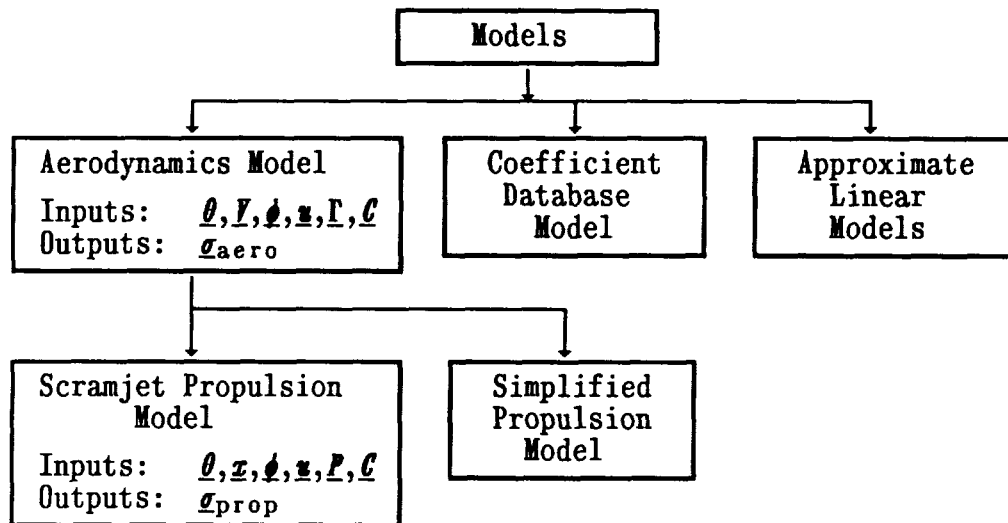 Models
Aerodynamics Model
Inputs: θ, V, ϕ, u, Γ, C
Outputs: σaero
Coefficient
Database
Model
Approximate
Linear
Models
Scramjet Propulsion
Model
Inputs: θ, x, ϕ, u, P, C
Outputs: σprop
Simplified
Propulsion
Model